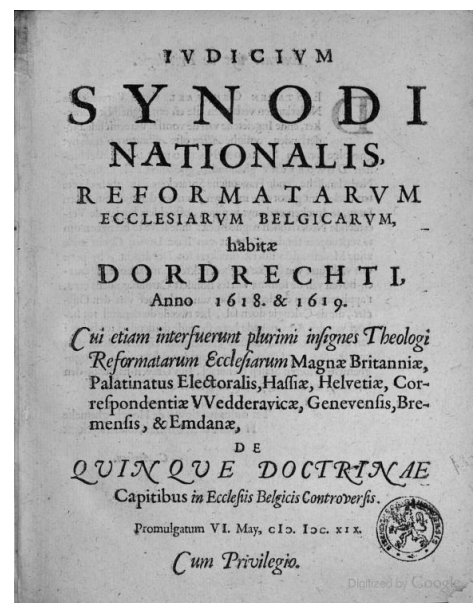 IVDICIVM
SYNODI
NATIONALIS,
REFORMATARVM
ECCLESIARVM BELGICARVM,
habitæ
DORDRECHTI,
Anno 1618. & 1619.
Cui etiam interfuerunt plurimi insignes Theologi
Reformatarum Ecclesiarum Magnæ Britanniæ,
Palatinatus Electoralis, Hassiæ, Helvetiæ, Cor-
respondentiæ VVedderavicæ, Genevensis, Bre-
mensis, & Emdanæ,
DE
QVINQVE DOCTRINAE
Capitibus in Ecclesiis Belgicis Controversis.
Promulgatum VI. May, cIↃ. IↃc. XIX.
Cum Privilegio.
Digitized by Google